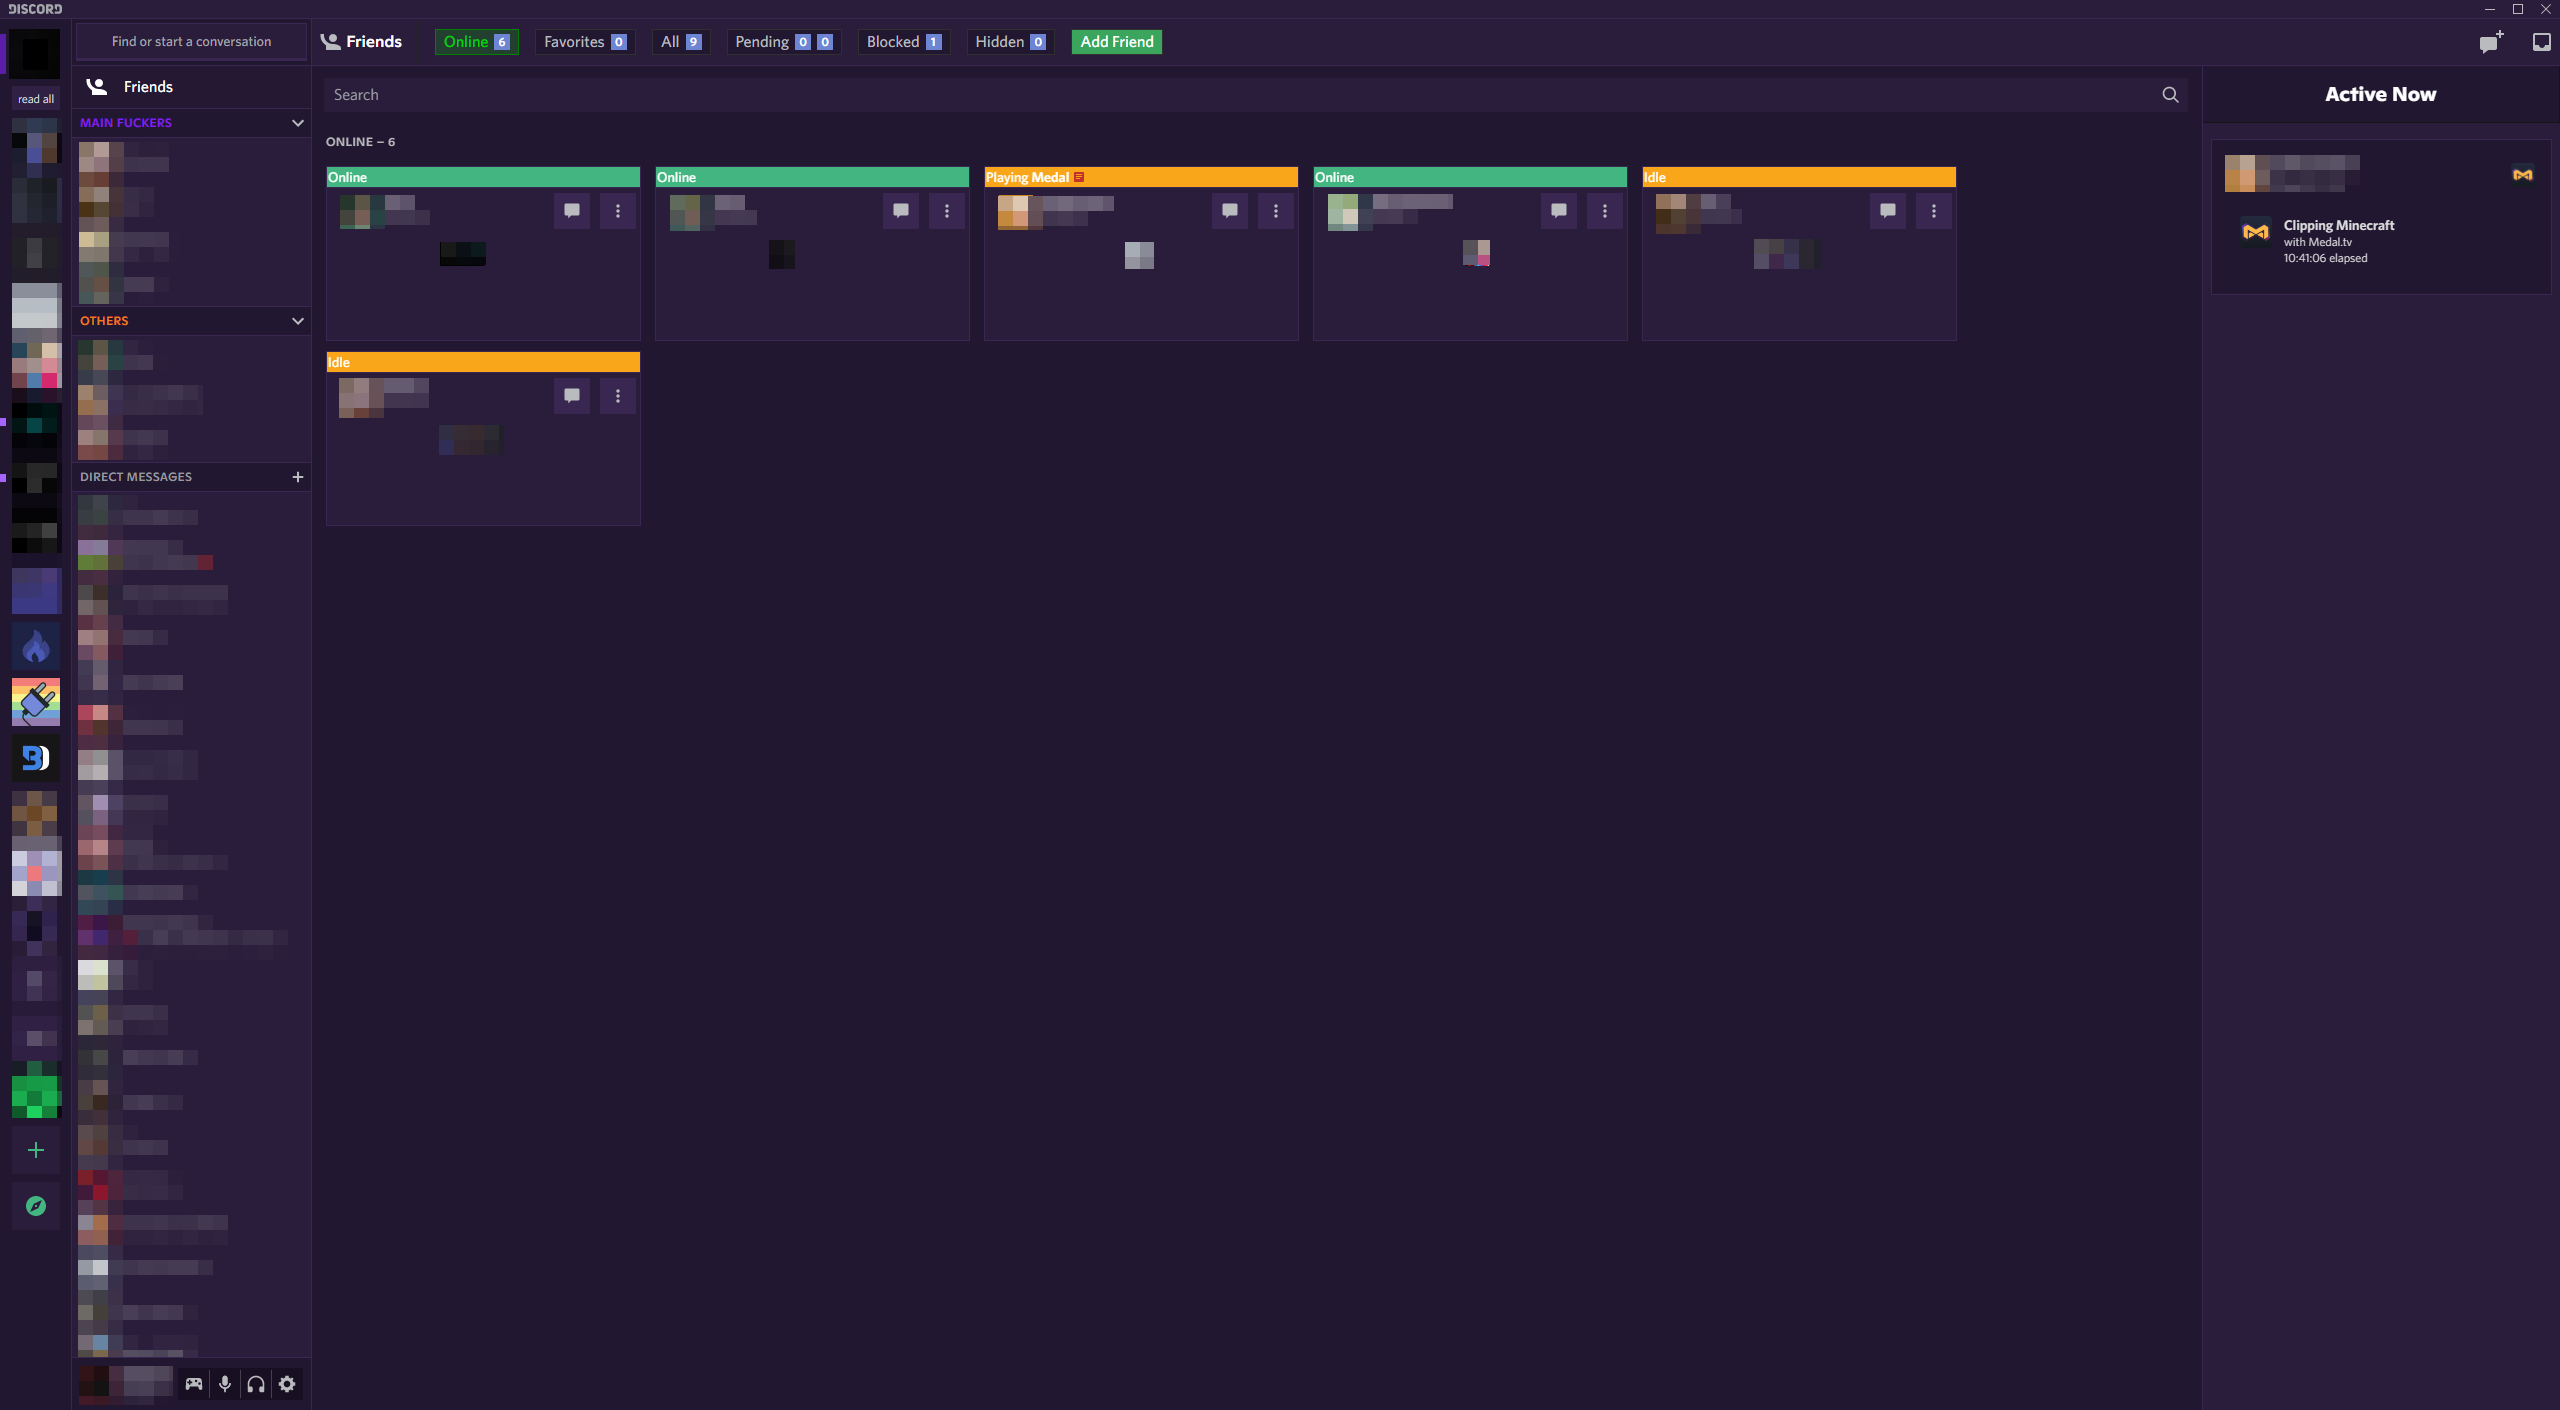 DISCORD
Find or start a conversation
Friends
Online 6
Favorites 0
All 9
Pending 0 0
Blocked 1
Hidden 0
Add Friend
read all
Friends
MAIN FUCKERS
OTHERS
DIRECT MESSAGES
Search
ONLINE – 6
Online
Online
Playing Medal
Online
Idle
Idle
Active Now
Clipping Minecraft
with Medal.tv
10:41:06 elapsed